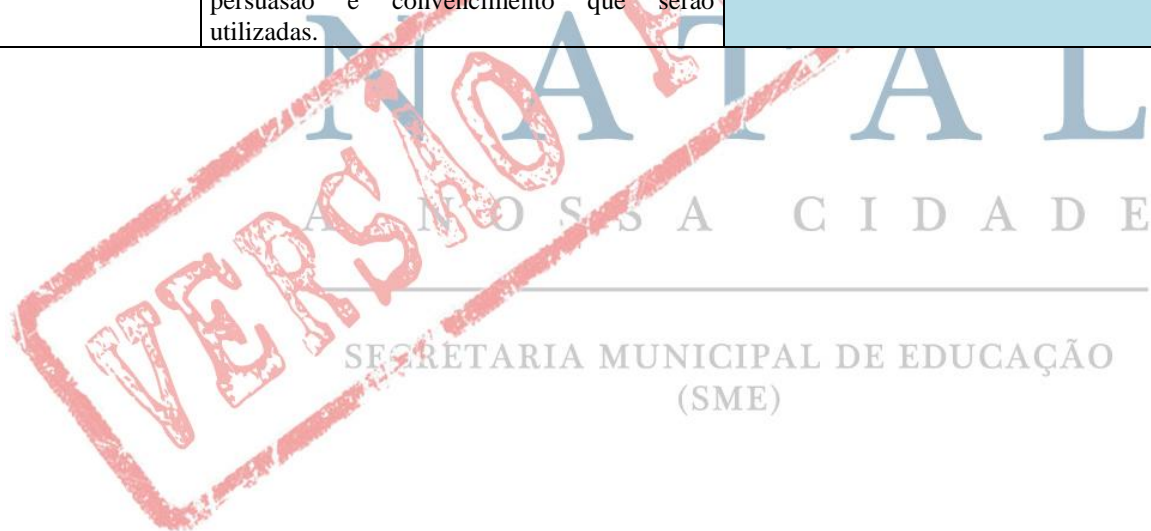 persuasão e convencimento que serão
utilizadas.
NATAL
A NOSSA CIDADE
VERSÃO
SECRETARIA MUNICIPAL DE EDUCAÇÃO
(SME)